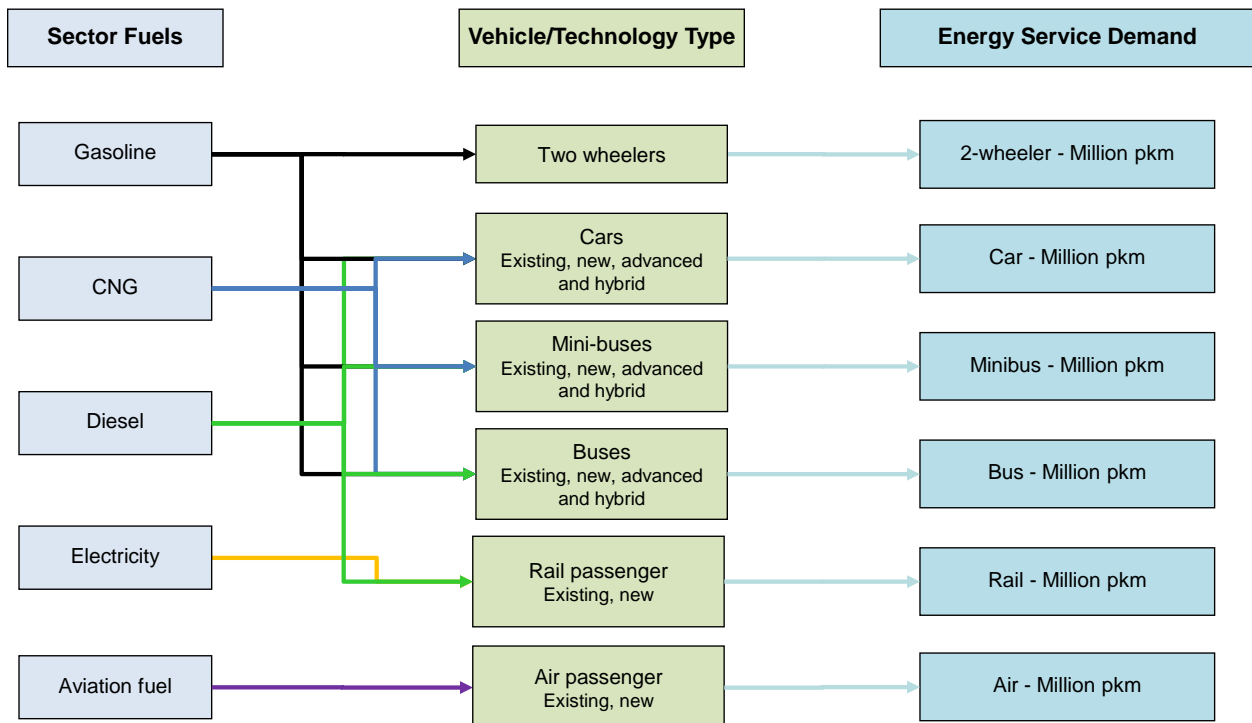 Sector Fuels
Vehicle/Technology Type
Energy Service Demand
Gasoline
Two wheelers
2-wheeler - Million pkm
CNG
Cars
Existing, new, advanced
and hybrid
Car - Million pkm
Mini-buses
Existing, new, advanced
and hybrid
Minibus - Million pkm
Diesel
Buses
Existing, new, advanced
and hybrid
Bus - Million pkm
Electricity
Rail passenger
Existing, new
Rail - Million pkm
Aviation fuel
Air passenger
Existing, new
Air - Million pkm